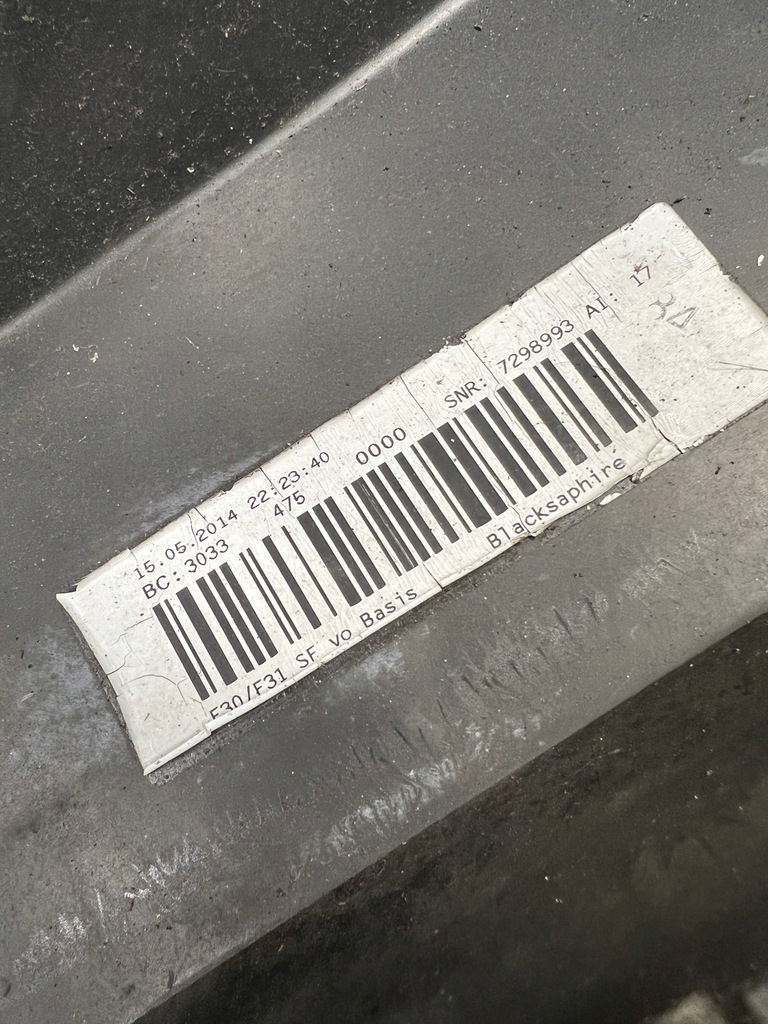 15.05.2014 22:23:40
BC: 3033 475 0000 SNR: 7298993 AI: 17
F30/F31 SF vo Basis Blacksaphire